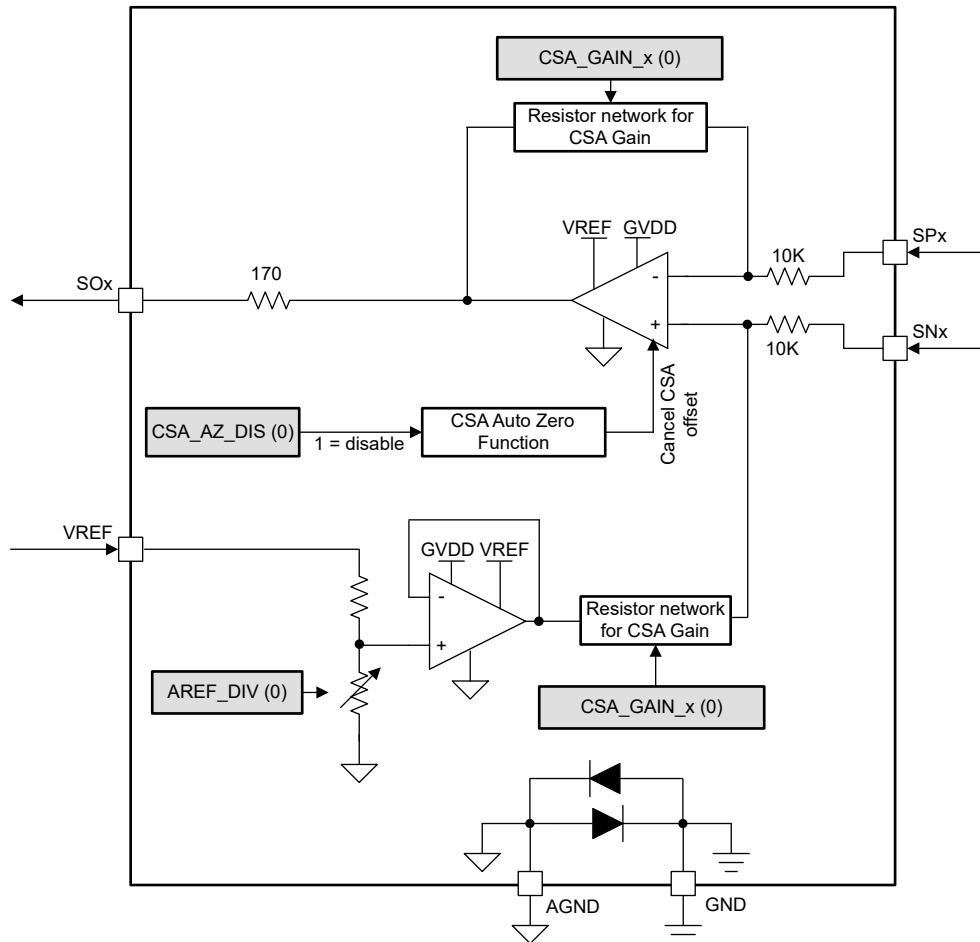 CSA_GAIN_x (0)
Resistor network for
CSA Gain
VREF
GVDD
SPx
10K
-
170
SOx
+
SNx
10K
Cancel CSA
offset
CSA_AZ_DIS (0)
1 = disable
CSA Auto Zero
Function
VREF
GVDD
VREF
-
+
Resistor network
for CSA Gain
AREF_DIV (0)
CSA_GAIN_x (0)
AGND
GND